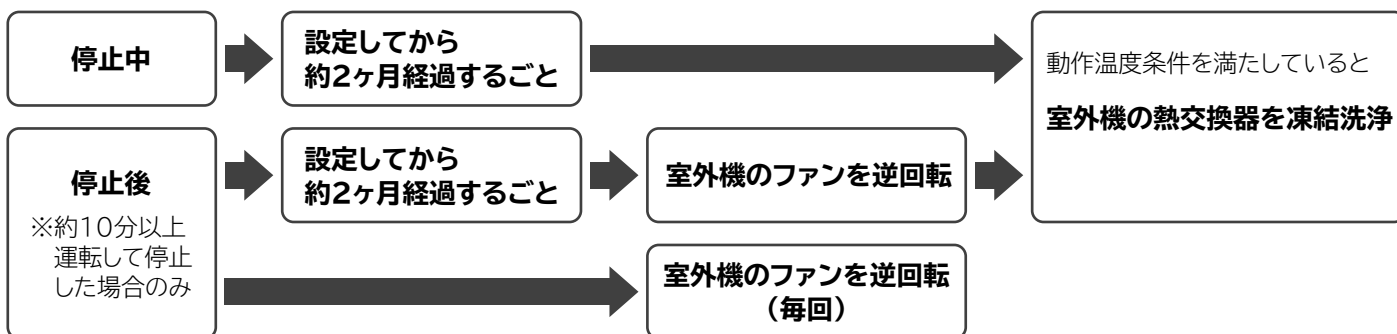 停止中
設定してから
約2ヶ月経過するごと
動作温度条件を満たしていると
室外機の熱交換器を凍結洗浄
停止後
※約10分以上
運転して停止
した場合のみ
設定してから
約2ヶ月経過するごと
室外機のファンを逆回転
室外機のファンを逆回転
（毎回）